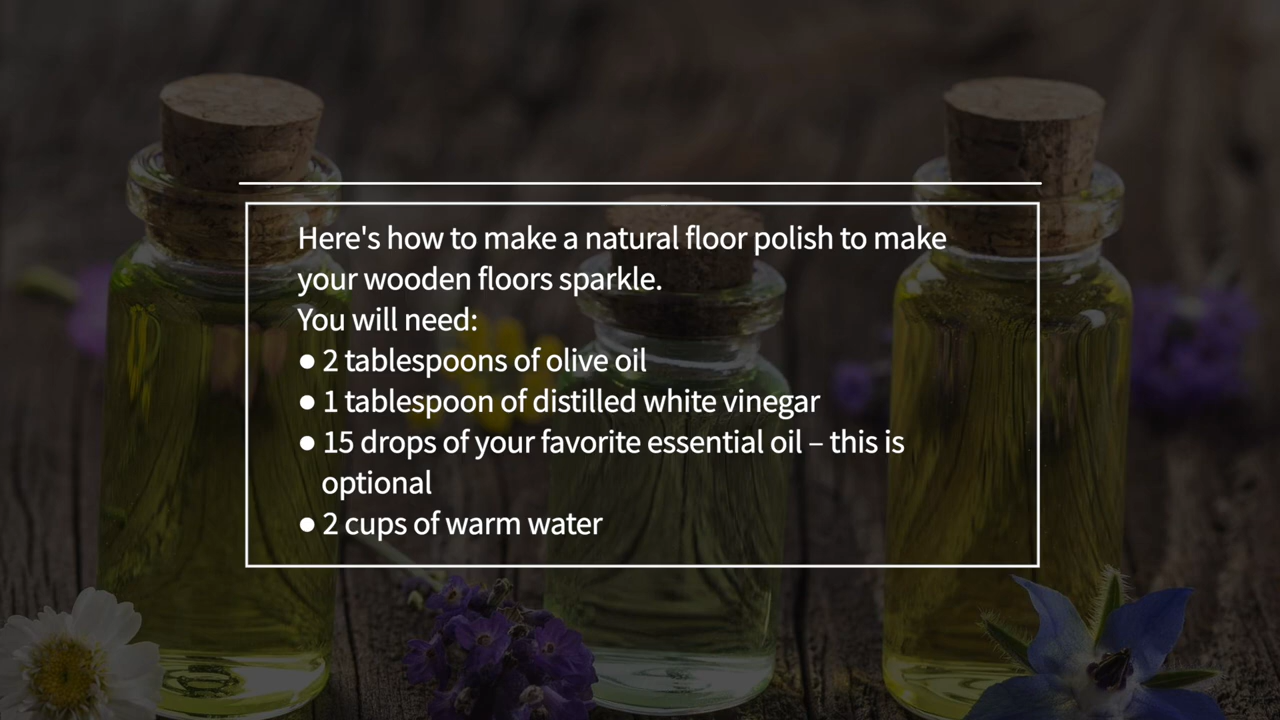 Here's how to make a natural floor polish to make
your wooden floors sparkle.
You will need:
● 2 tablespoons of olive oil
● 1 tablespoon of distilled white vinegar
● 15 drops of your favorite essential oil – this is
optional
● 2 cups of warm water